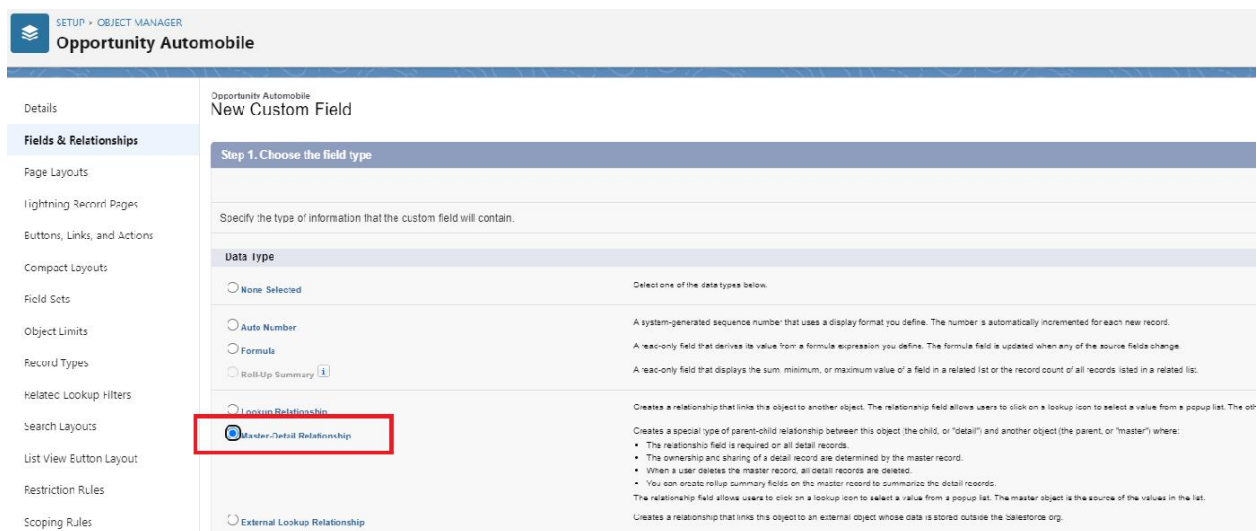 SETUP > OBJECT MANAGER
Opportunity Automobile
Details
Fields & Relationships
Page Layouts
Lightning Record Pages
Buttons, Links, and Actions
Compact Layouts
Field Sets
Object Limits
Record Types
Related Lookup Filters
Search Layouts
List View Button Layout
Restriction Rules
Scoping Rules
Opportunity Automobile
New Custom Field
Step 1. Choose the field type
Specify the type of information that the custom field will contain.
Data Type
None Selected
Select one of the data types below.
Auto Number
A system-generated sequence number that uses a display format you define. The number is automatically incremented for each new record.
Formula
A read-only field that derives its value from a formula expression you define. The formula field is updated when any of the source fields change.
Roll-Up Summary i
A read-only field that displays the sum, minimum, or maximum value of a field in a related list or the record count of all records listed in a related list.
Lookup Relationship
Creates a relationship that links this object to another object. The relationship field allows users to click on a lookup icon to select a value from a popup list. The oth
Master-Detail Relationship
Creates a special type of parent-child relationship between this object (the child, or "detail") and another object (the parent, or "master") where:
• The relationship field is required on all detail records.
• The ownership and sharing of a detail record are determined by the master record.
• When a user deletes the master record, all detail records are deleted.
• You can create rollup summary fields on the master record to summarize the detail records.
The relationship field allows users to click on a lookup icon to select a value from a popup list. The master object is the source of the values in the list.
External Lookup Relationship
Creates a relationship that links this object to an external object whose data is stored outside the Salesforce org.